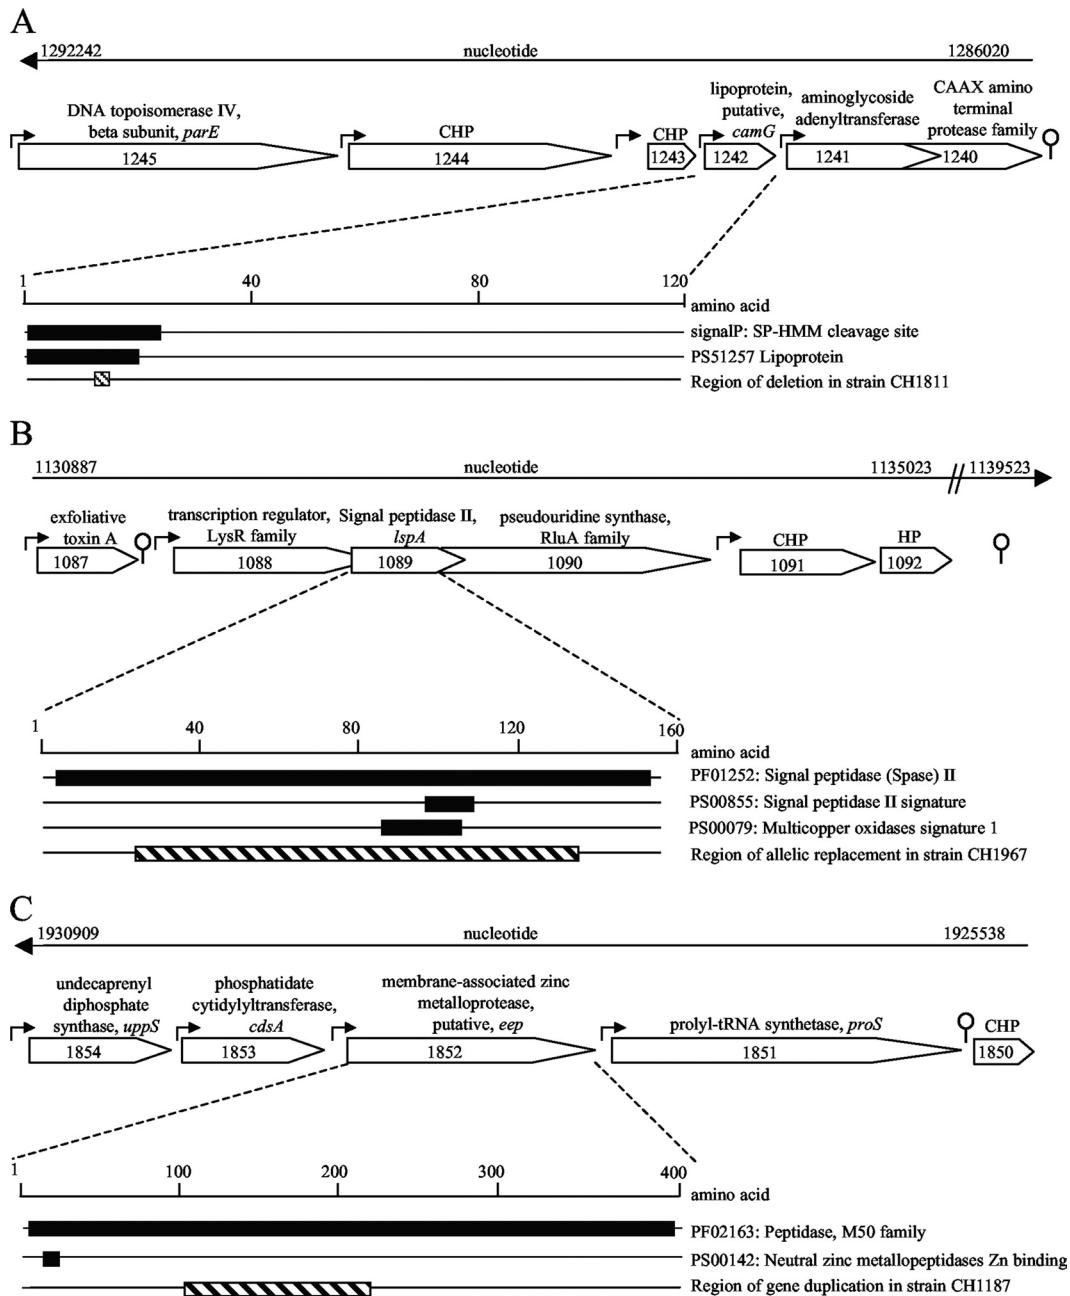 A
1292242 nucleotide 1286020
DNA topoisomerase IV,
beta subunit, parE
CHP
CHP
lipoprotein,
putative,
camG
aminoglycoside
adenyltransferase
CAAX amino
terminal
protease family
1245 1244 1243 1242 1241 1240
1 40 80 120
amino acid
signalP: SP-HMM cleavage site
PS51257 Lipoprotein
Region of deletion in strain CH1811
B
1130887 nucleotide 1135023 // 1139523
exfoliative
toxin A
transcription regulator,
LysR family
Signal peptidase II,
lspA
pseudouridine synthase,
RluA family
CHP
HP
1087 1088 1089 1090 1091 1092
1 40 80 120 160
amino acid
PF01252: Signal peptidase (Spase) II
PS00855: Signal peptidase II signature
PS00079: Multicopper oxidases signature 1
Region of allelic replacement in strain CH1967
C
1930909 nucleotide 1925538
undecaprenyl
diphosphate
synthase, uppS
phosphatidate
cytidylyltransferase,
cdsA
membrane-associated zinc
metalloprotease,
putative, eep
prolyl-tRNA synthetase, proS
CHP
1854 1853 1852 1851 1850
1 100 200 300 400
amino acid
PF02163: Peptidase, M50 family
PS00142: Neutral zinc metallopeptidases Zn binding
Region of gene duplication in strain CH1187